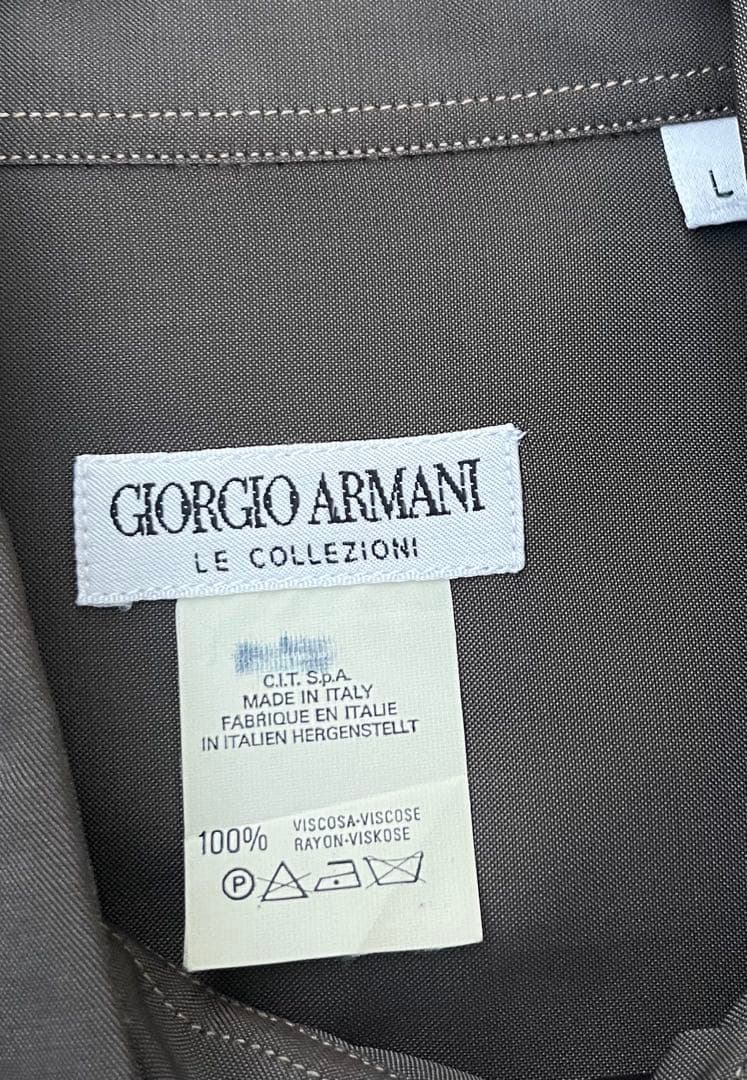 L
GIORGIO ARMANI
LE COLLEZIONI
C.I.T. S.p.A.
MADE IN ITALY
FABRIQUE EN ITALIE
IN ITALIEN HERGENSTELLT
100% VISCOSA-VISCOSE
RAYON-VISKOSE
P